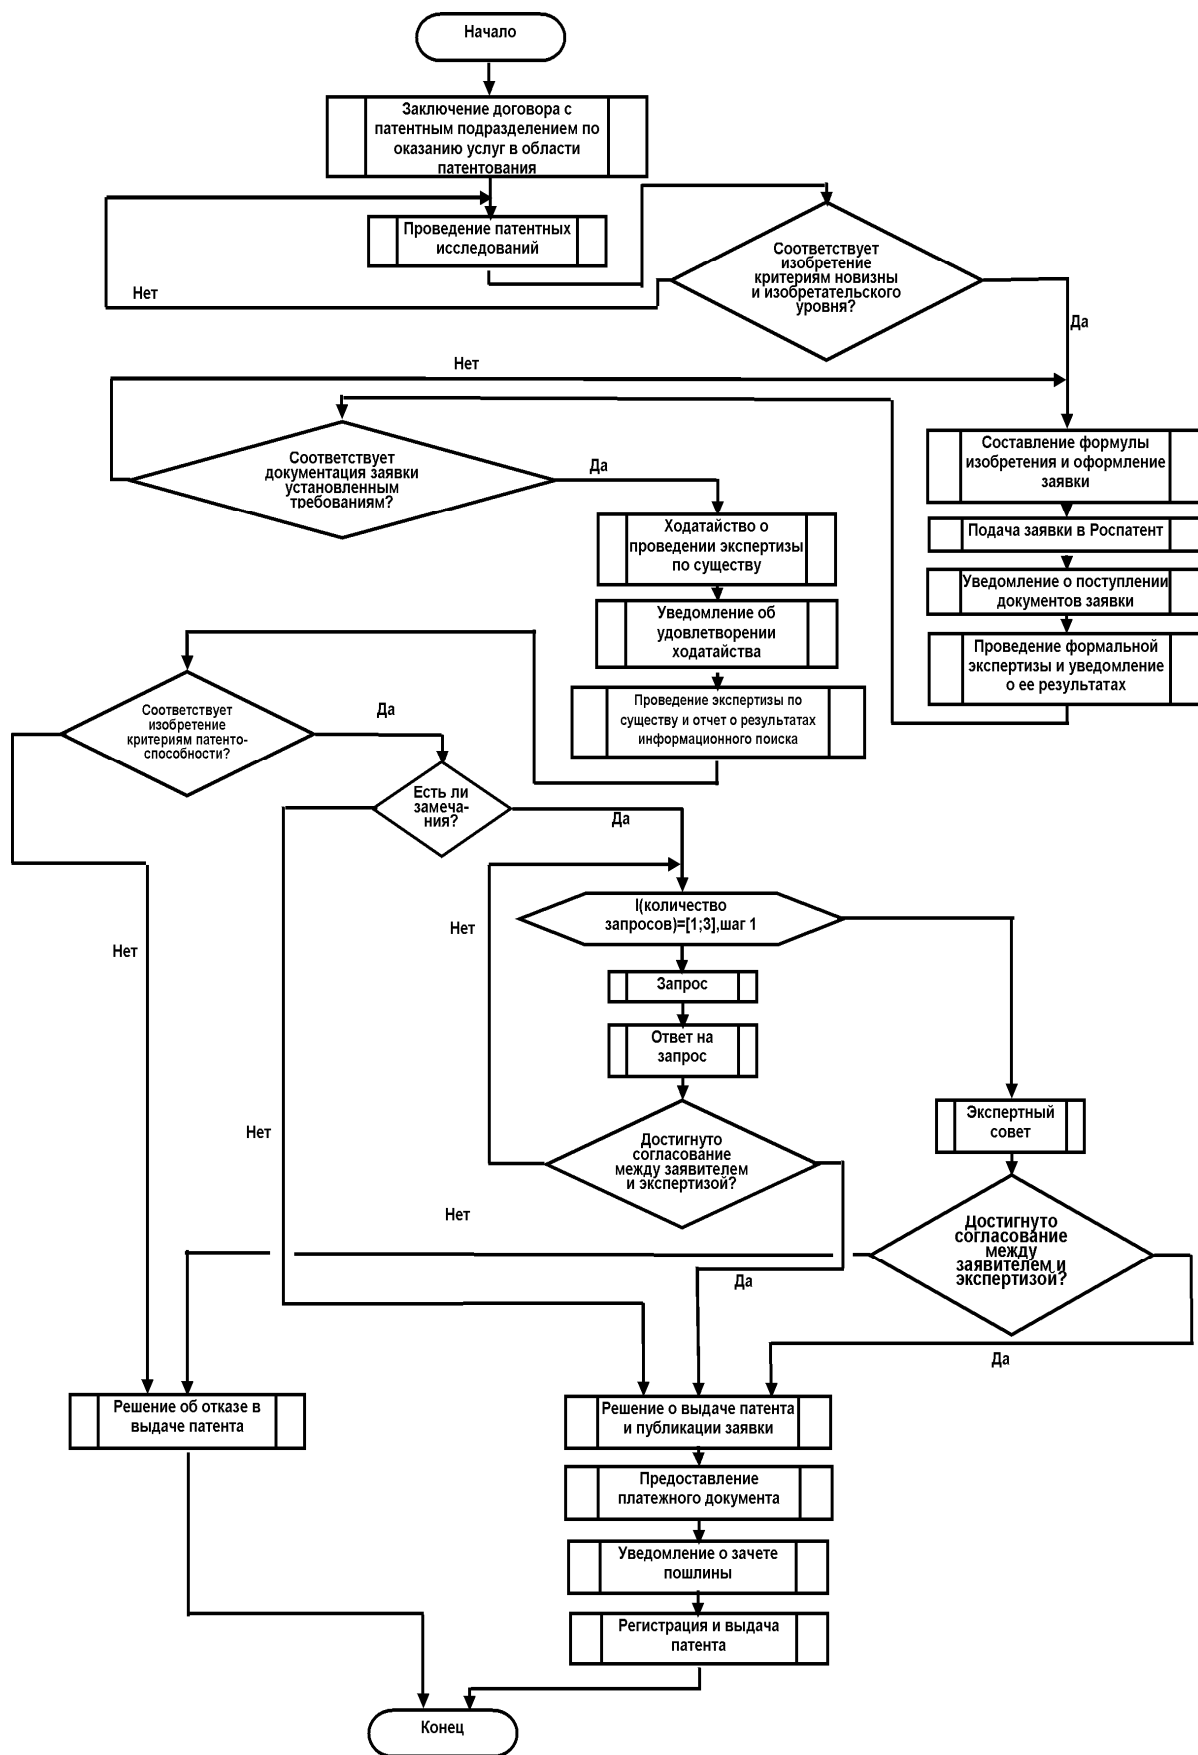 Начало
Заключение договора с
патентным подразделением по
оказанию услуг в области
патентования
Проведение патентных
исследований
Соответствует
изобретение
критериям новизны
и изобретательского
уровня?
Нет
Да
Нет
Соответствует
документация заявки
установленным
требованиям?
Да
Составление формулы
изобретения и оформление
заявки
Подача заявки в Роспатент
Уведомление о поступлении
документов заявки
Проведение формальной
экспертизы и уведомление
о ее результатах
Ходатайство о
проведении экспертизы
по существу
Уведомление об
удовлетворении
ходатайства
Проведение экспертизы по
существу и отчет о результатах
информационного поиска
Соответствует
изобретение
критериям патенто-
способности?
Да
Есть ли
замеча-
ния?
Да
Нет
Нет
I(количество
запросов)=[1;3],шаг 1
Запрос
Ответ на
запрос
Достигнуто
согласование
между заявителем
и экспертизой?
Экспертный
совет
Нет
Нет
Достигнуто
согласование
между
заявителем и
экспертизой?
Да
Да
Решение об отказе в
выдаче патента
Решение о выдаче патента
и публикации заявки
Предоставление
платежного документа
Уведомление о зачете
пошлины
Регистрация и выдача
патента
Конец